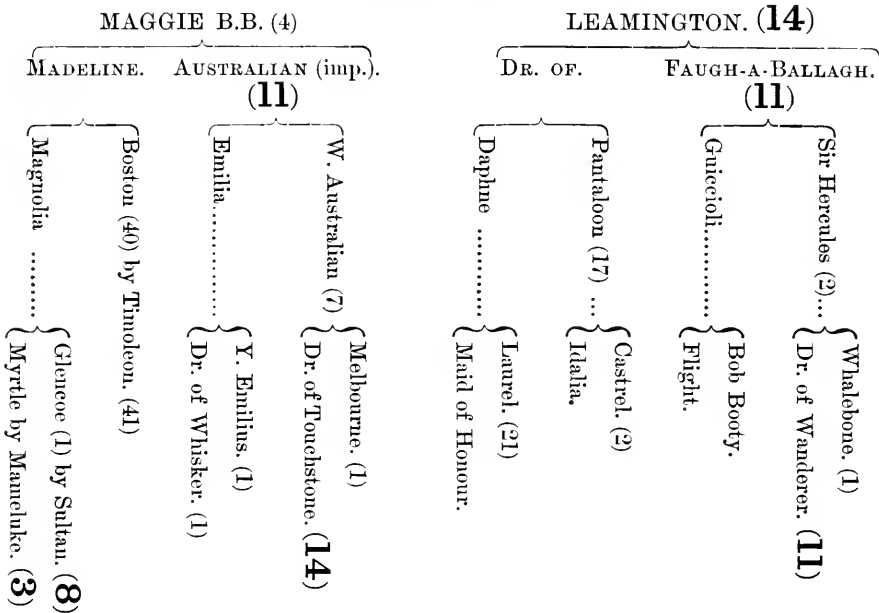 MAGGIE B.B. (4)
LEAMINGTON. (14)
MADELINE.
AUSTRALIAN (imp.).
(11)
DR. OF.
FAUGH-A-BALLAGH.
(11)
Magnolia ........
Boston (40) by Timoleon. (41)
Emilia............
W. Australian (7)
Daphne ............
Pantaloon (17) ...
Guiccioli............
Sir Hercules (2)....
Myrtle by Mameluke. (3)
Glencoe (1) by Sultan. (8)
Dr. of Whisker. (1)
Y. Emilius. (1)
Dr. of Touchstone. (14)
Melbourne. (1)
Maid of Honour.
Laurel. (21)
Idalia.
Castrel. (2)
Flight.
Bob Booty.
Dr. of Wanderer. (11)
Whalebone. (1)